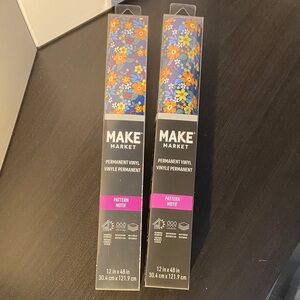 MAKE
MARKET
PERMANENT VINYL
VINYLE PERMANENT
PATTERN
MOTIF
12 in x 48 in
30.4 cm x 121.9 cm
MAKE
MARKET
PERMANENT VINYL
VINYLE PERMANENT
PATTERN
MOTIF
12 in x 48 in
30.4 cm x 121.9 cm